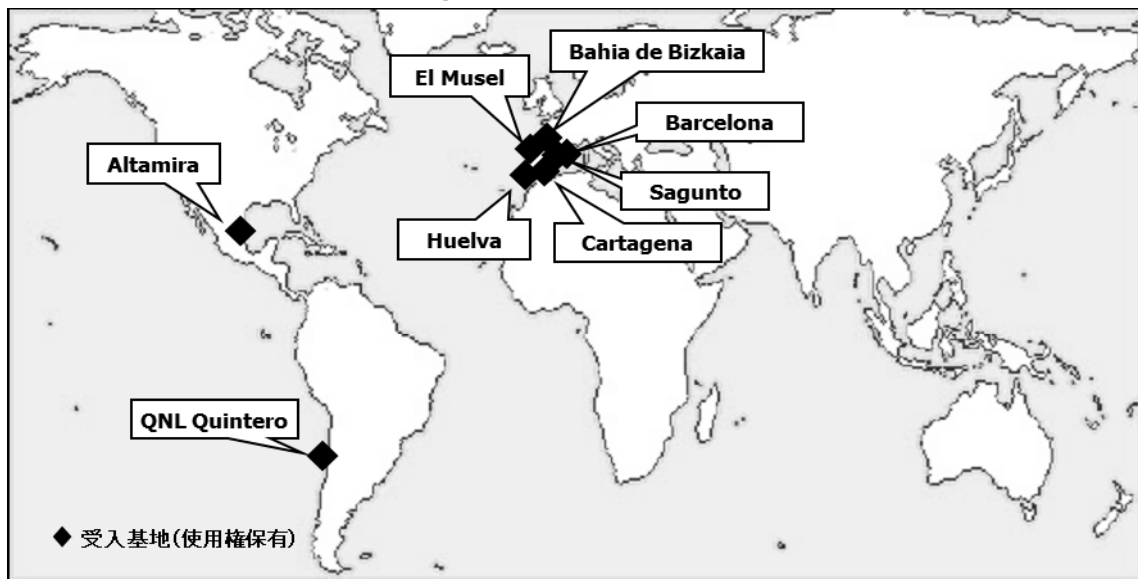 Bahia de Bizkaia
El Musel
Barcelona
Altamira
Sagunto
Huelva
Cartagena
QNL Quintero
◆ 受入基地(使用権保有)